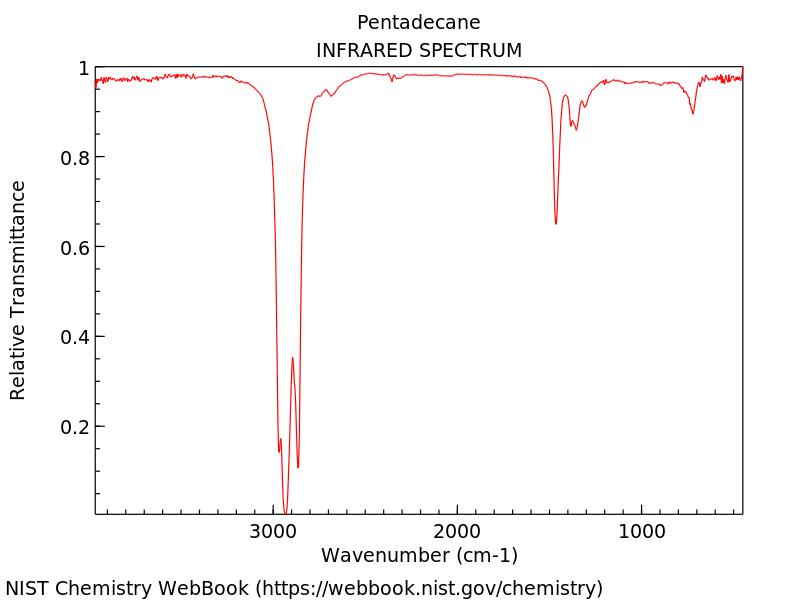 Pentadecane
INFRARED SPECTRUM
1
0.8
0.6
0.4
0.2
Relative Transmittance
3000 2000 1000
Wavenumber (cm-1)
NIST Chemistry WebBook (https://webbook.nist.gov/chemistry)